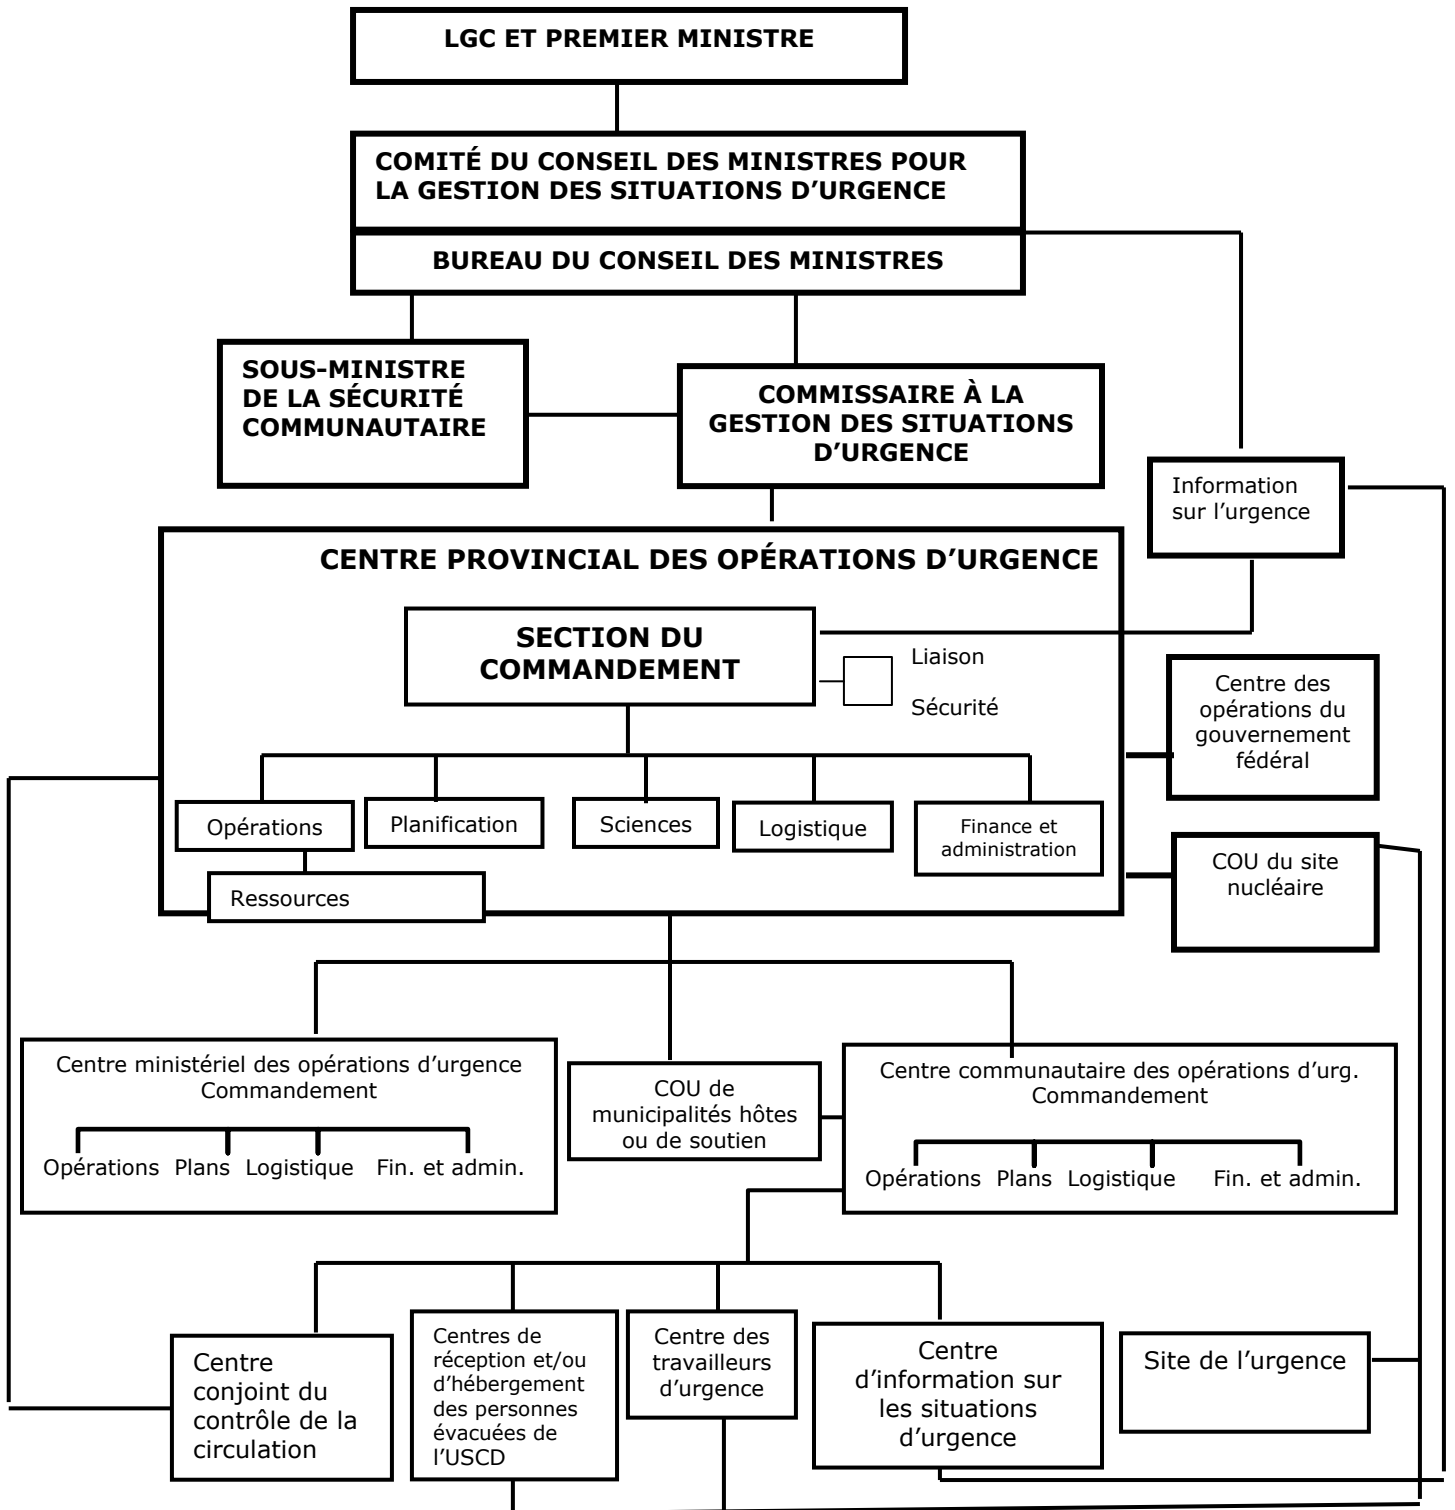 LGC ET PREMIER MINISTRE
COMITÉ DU CONSEIL DES MINISTRES POUR
LA GESTION DES SITUATIONS D’URGENCE
BUREAU DU CONSEIL DES MINISTRES
SOUS-MINISTRE
DE LA SÉCURITÉ
COMMUNAUTAIRE
COMMISSAIRE À LA
GESTION DES SITUATIONS
D’URGENCE
Information
sur l’urgence
CENTRE PROVINCIAL DES OPÉRATIONS D’URGENCE
SECTION DU
COMMANDEMENT
Liaison
Sécurité
Centre des
opérations du
gouvernement
fédéral
Opérations
Planification
Sciences
Logistique
Finance et
administration
Ressources
COU du site
nucléaire
Centre ministériel des opérations d’urgence
Commandement
Opérations Plans Logistique Fin. et admin.
COU de
municipalités hôtes
ou de soutien
Centre communautaire des opérations d’urg.
Commandement
Opérations Plans Logistique Fin. et admin.
Centre
conjoint du
contrôle de la
circulation
Centres de
réception et/ou
d’hébergement
des personnes
évacuées de
l’USCD
Centre des
travailleurs
d’urgence
Centre
d’information sur
les situations
d’urgence
Site de l’urgence